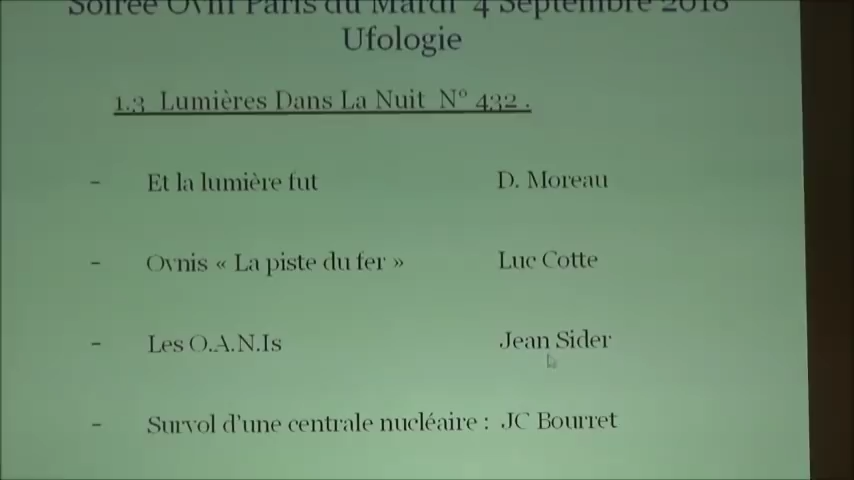 Soirée Ovni Paris du Mardi 4 Septembre 2018
Ufologie
1.3 Lumières Dans La Nuit N° 432 .
- Et la lumière fut D. Moreau
- Ovnis « La piste du fer » Luc Cotte
- Les O.A.N.Is Jean Sider
- Survol d'une centrale nucléaire : JC Bourret